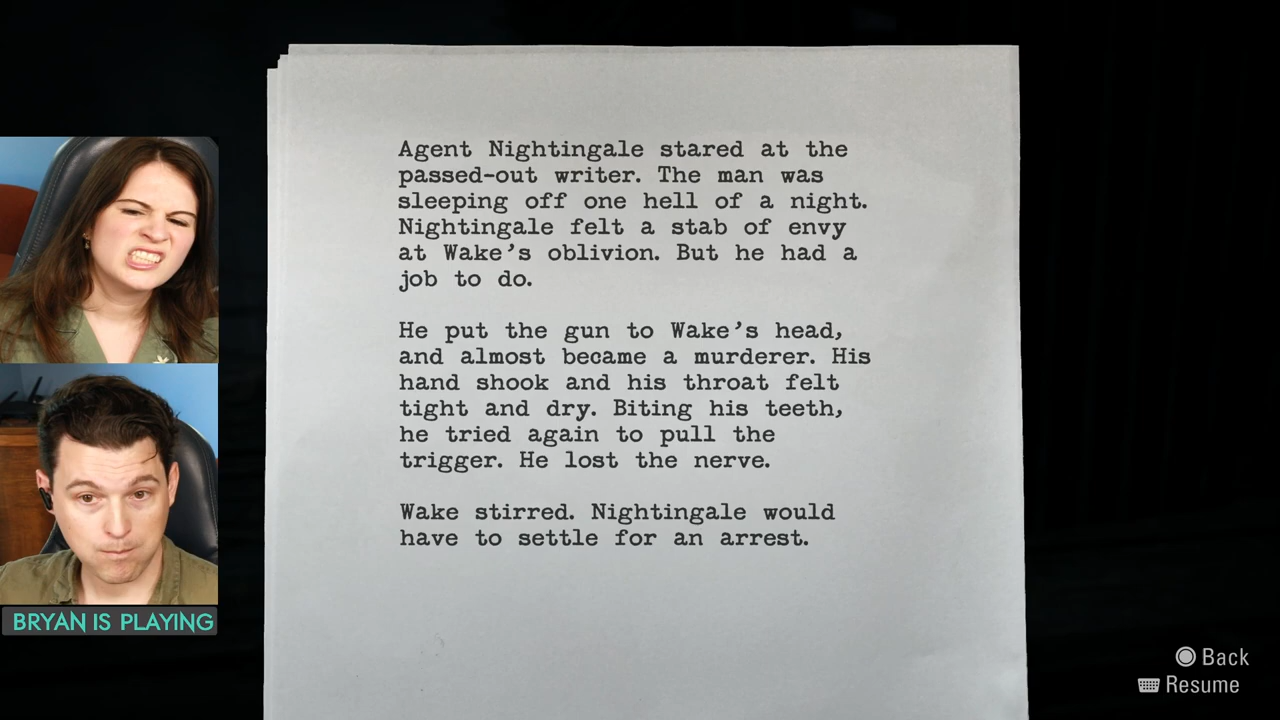 Agent Nightingale stared at the
passed-out writer. The man was
sleeping off one hell of a night.
Nightingale felt a stab of envy
at Wake's oblivion. But he had a
job to do.
He put the gun to Wake's head,
and almost became a murderer. His
hand shook and his throat felt
tight and dry. Biting his teeth,
he tried again to pull the
trigger. He lost the nerve.
Wake stirred. Nightingale would
have to settle for an arrest.
BRYAN IS PLAYING
Back
Resume